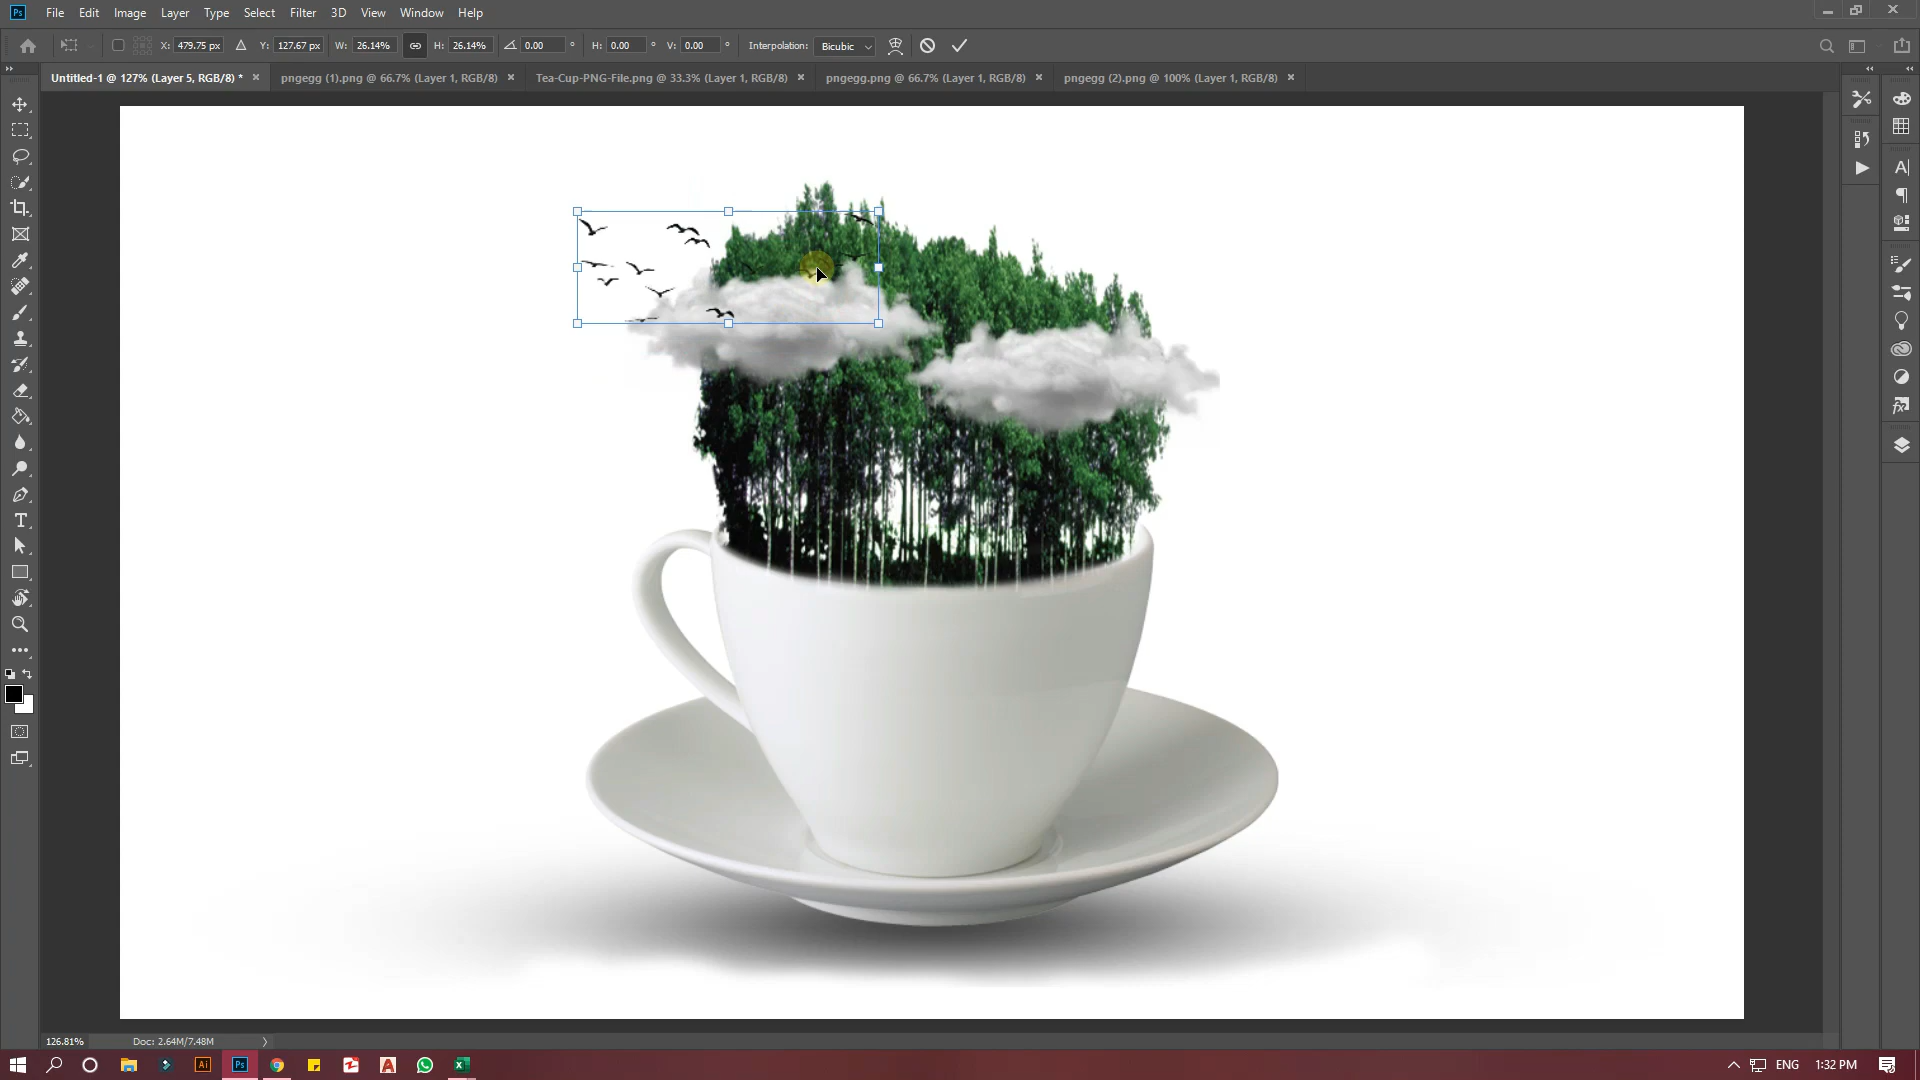 Ps File Edit Image Layer Type Select Filter 3D View Window Help
X: 479.75 px Y: 127.67 px W: 26.14% H: 26.14% 0.00 ° H: 0.00 ° V: 0.00 ° Interpolation: Bicubic
Untitled-1 @ 127% (Layer 5, RGB/8) * × pngegg (1).png @ 66.7% (Layer 1, RGB/8) × Tea-Cup-PNG-File.png @ 33.3% (Layer 1, RGB/8) × pngegg.png @ 66.7% (Layer 1, RGB/8) × pngegg (2).png @ 100% (Layer 1, RGB/8) ×
126.81% Doc: 2.64M/7.48M
Ai Ps ENG 1:32 PM